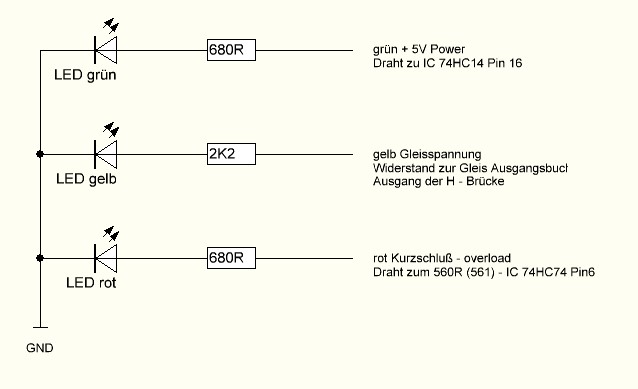 680R
grün + 5V Power
Draht zu IC 74HC14 Pin 16
LED grün
2K2
gelb Gleisspannung
Widerstand zur Gleis Ausgangsbuch
Ausgang der H - Brücke
LED gelb
680R
rot Kurzschluß - overload
Draht zum 560R (561) - IC 74HC74 Pin6
LED rot
GND